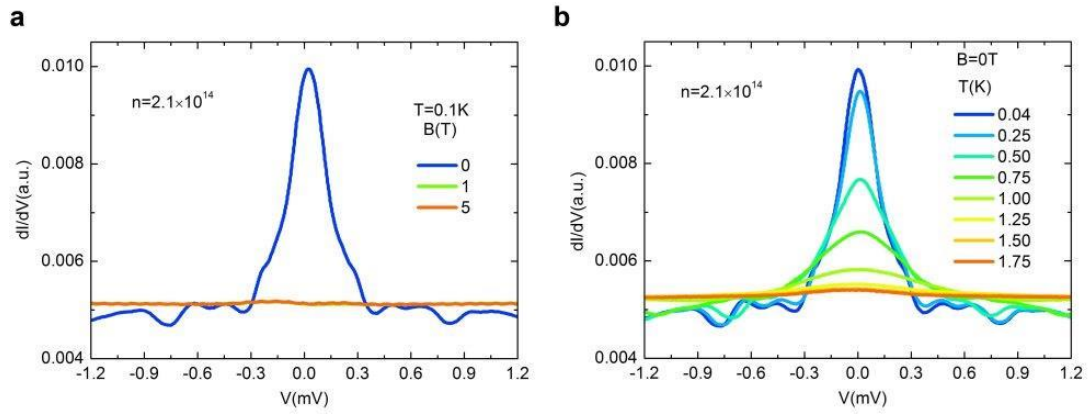 a
n=2.1×10¹⁴
T=0.1K
B(T)
0
1
5
0.010
0.008
0.006
0.004
dI/dV(a.u.)
-1.2 -0.9 -0.6 -0.3 0.0 0.3 0.6 0.9 1.2
V(mV)
b
n=2.1×10¹⁴
B=0T
T(K)
0.04
0.25
0.50
0.75
1.00
1.25
1.50
1.75
0.010
0.008
0.006
0.004
dI/dV(a.u.)
-1.2 -0.9 -0.6 -0.3 0.0 0.3 0.6 0.9 1.2
V(mV)